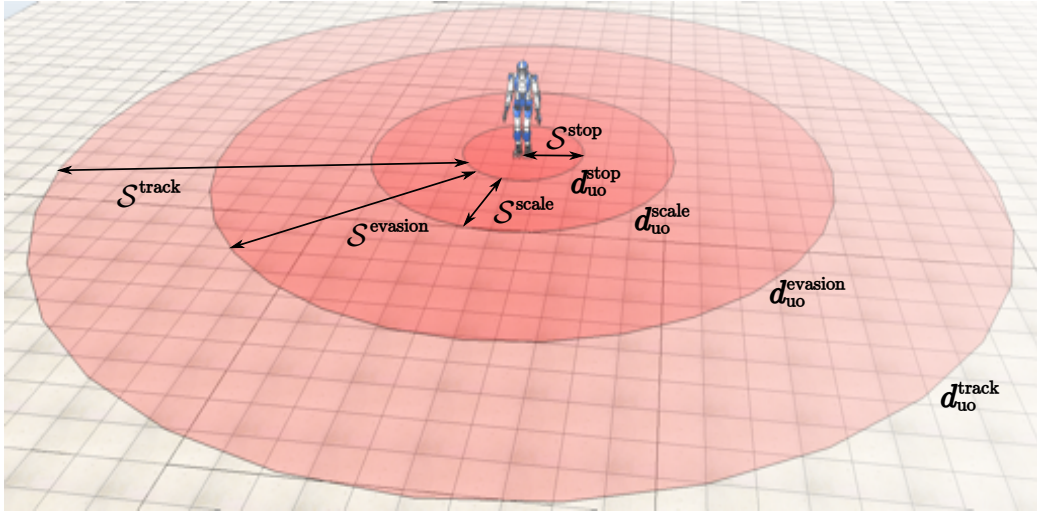 𝒮^stop
d_uo^stop
𝒮^track
𝒮^scale
d_uo^scale
𝒮^evasion
d_uo^evasion
d_uo^track